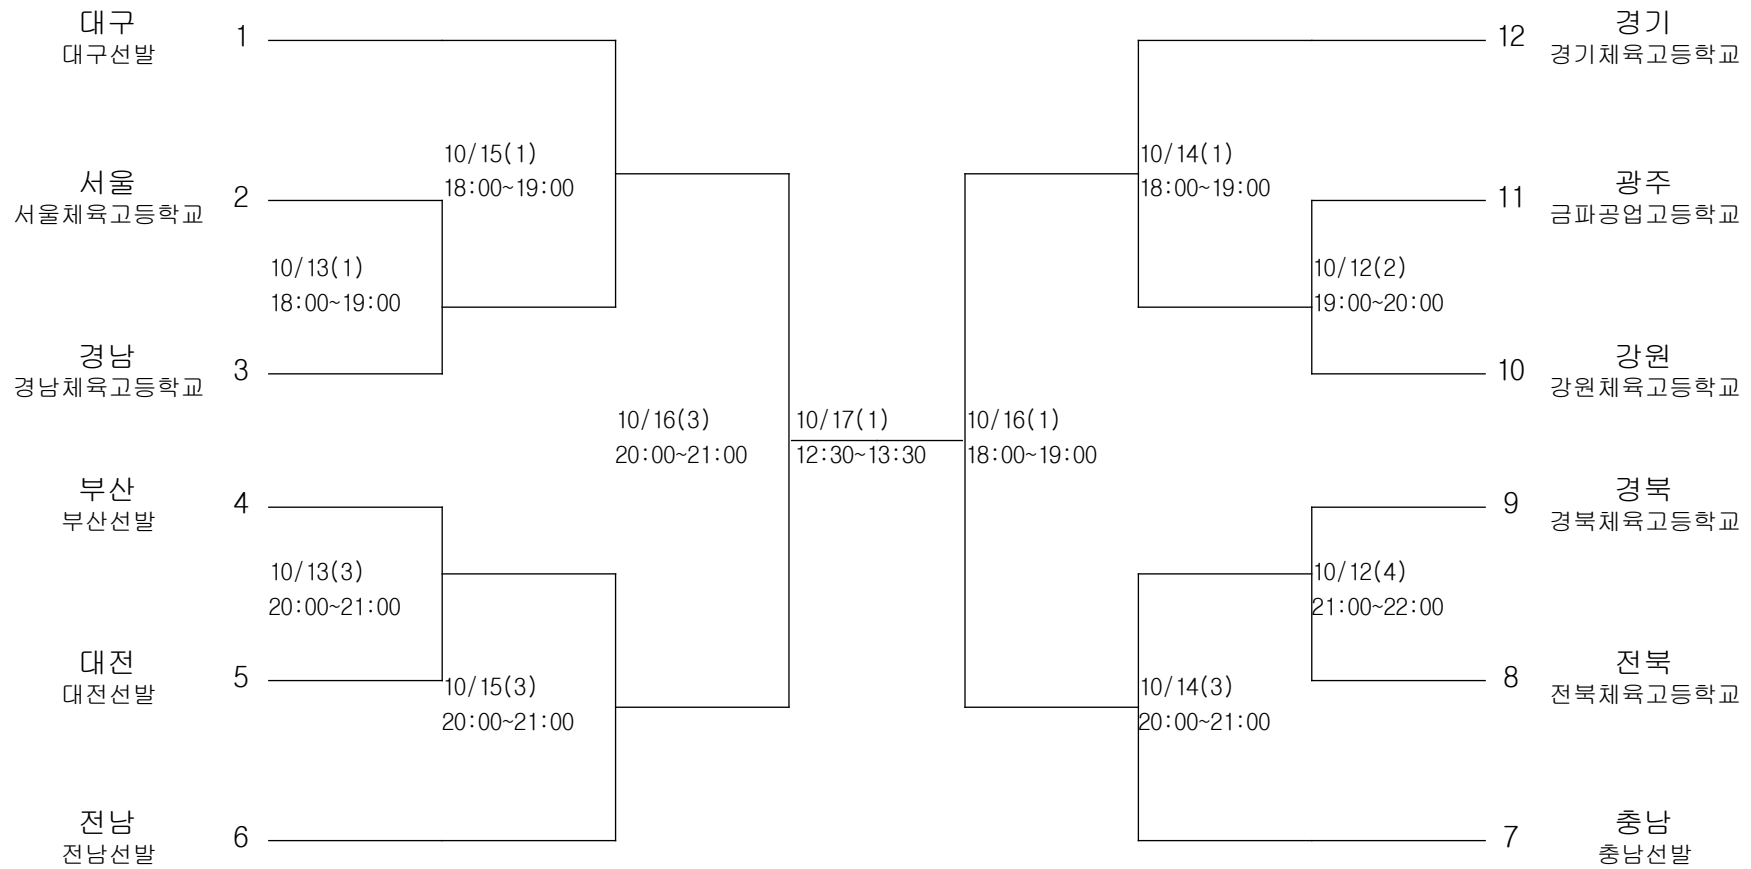 대구
대구선발
1
10/15(1)
18:00~19:00
서울
서울체육고등학교
2
10/13(1)
18:00~19:00
경남
경남체육고등학교
3
10/16(3)
20:00~21:00
부산
부산선발
4
10/13(3)
20:00~21:00
대전
대전선발
5
10/15(3)
20:00~21:00
전남
전남선발
6
10/17(1)
12:30~13:30
12
경기
경기체육고등학교
10/14(1)
18:00~19:00
11
광주
금파공업고등학교
10/12(2)
19:00~20:00
10
강원
강원체육고등학교
10/16(1)
18:00~19:00
9
경북
경북체육고등학교
10/12(4)
21:00~22:00
8
전북
전북체육고등학교
10/14(3)
20:00~21:00
7
충남
충남선발